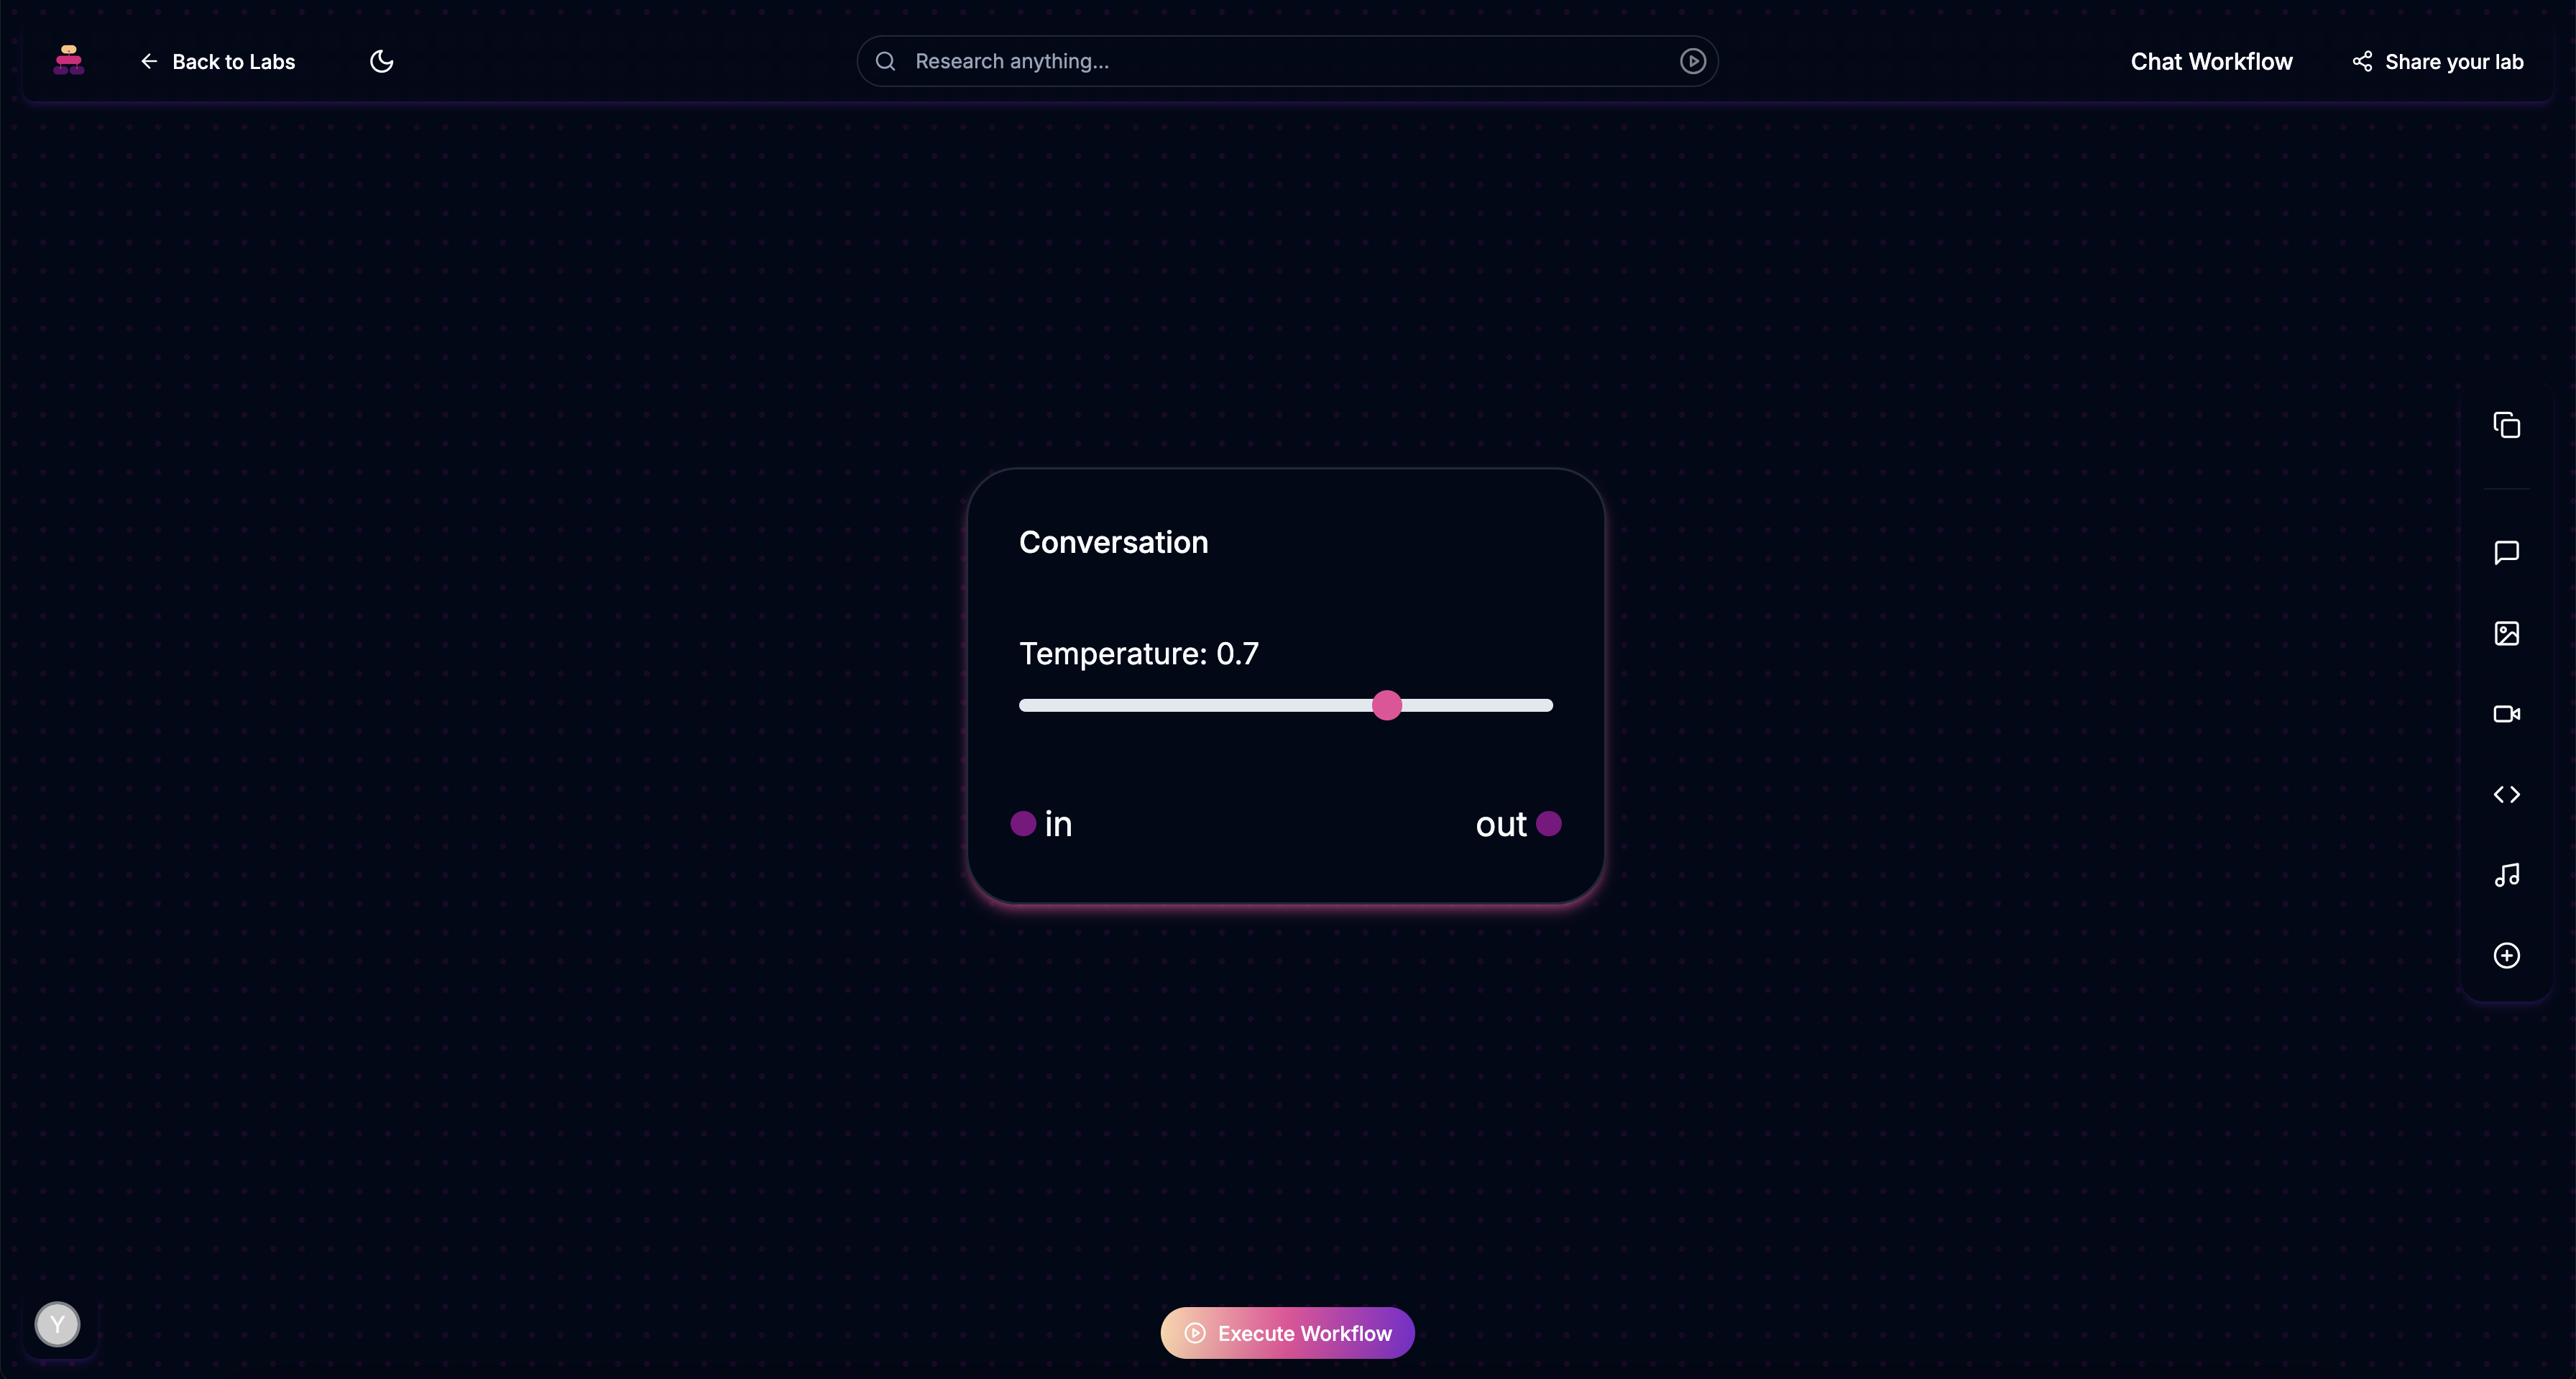 Back to Labs
Research anything...
Chat Workflow
Share your lab
Conversation
Temperature: 0.7
in
out
Y
Execute Workflow